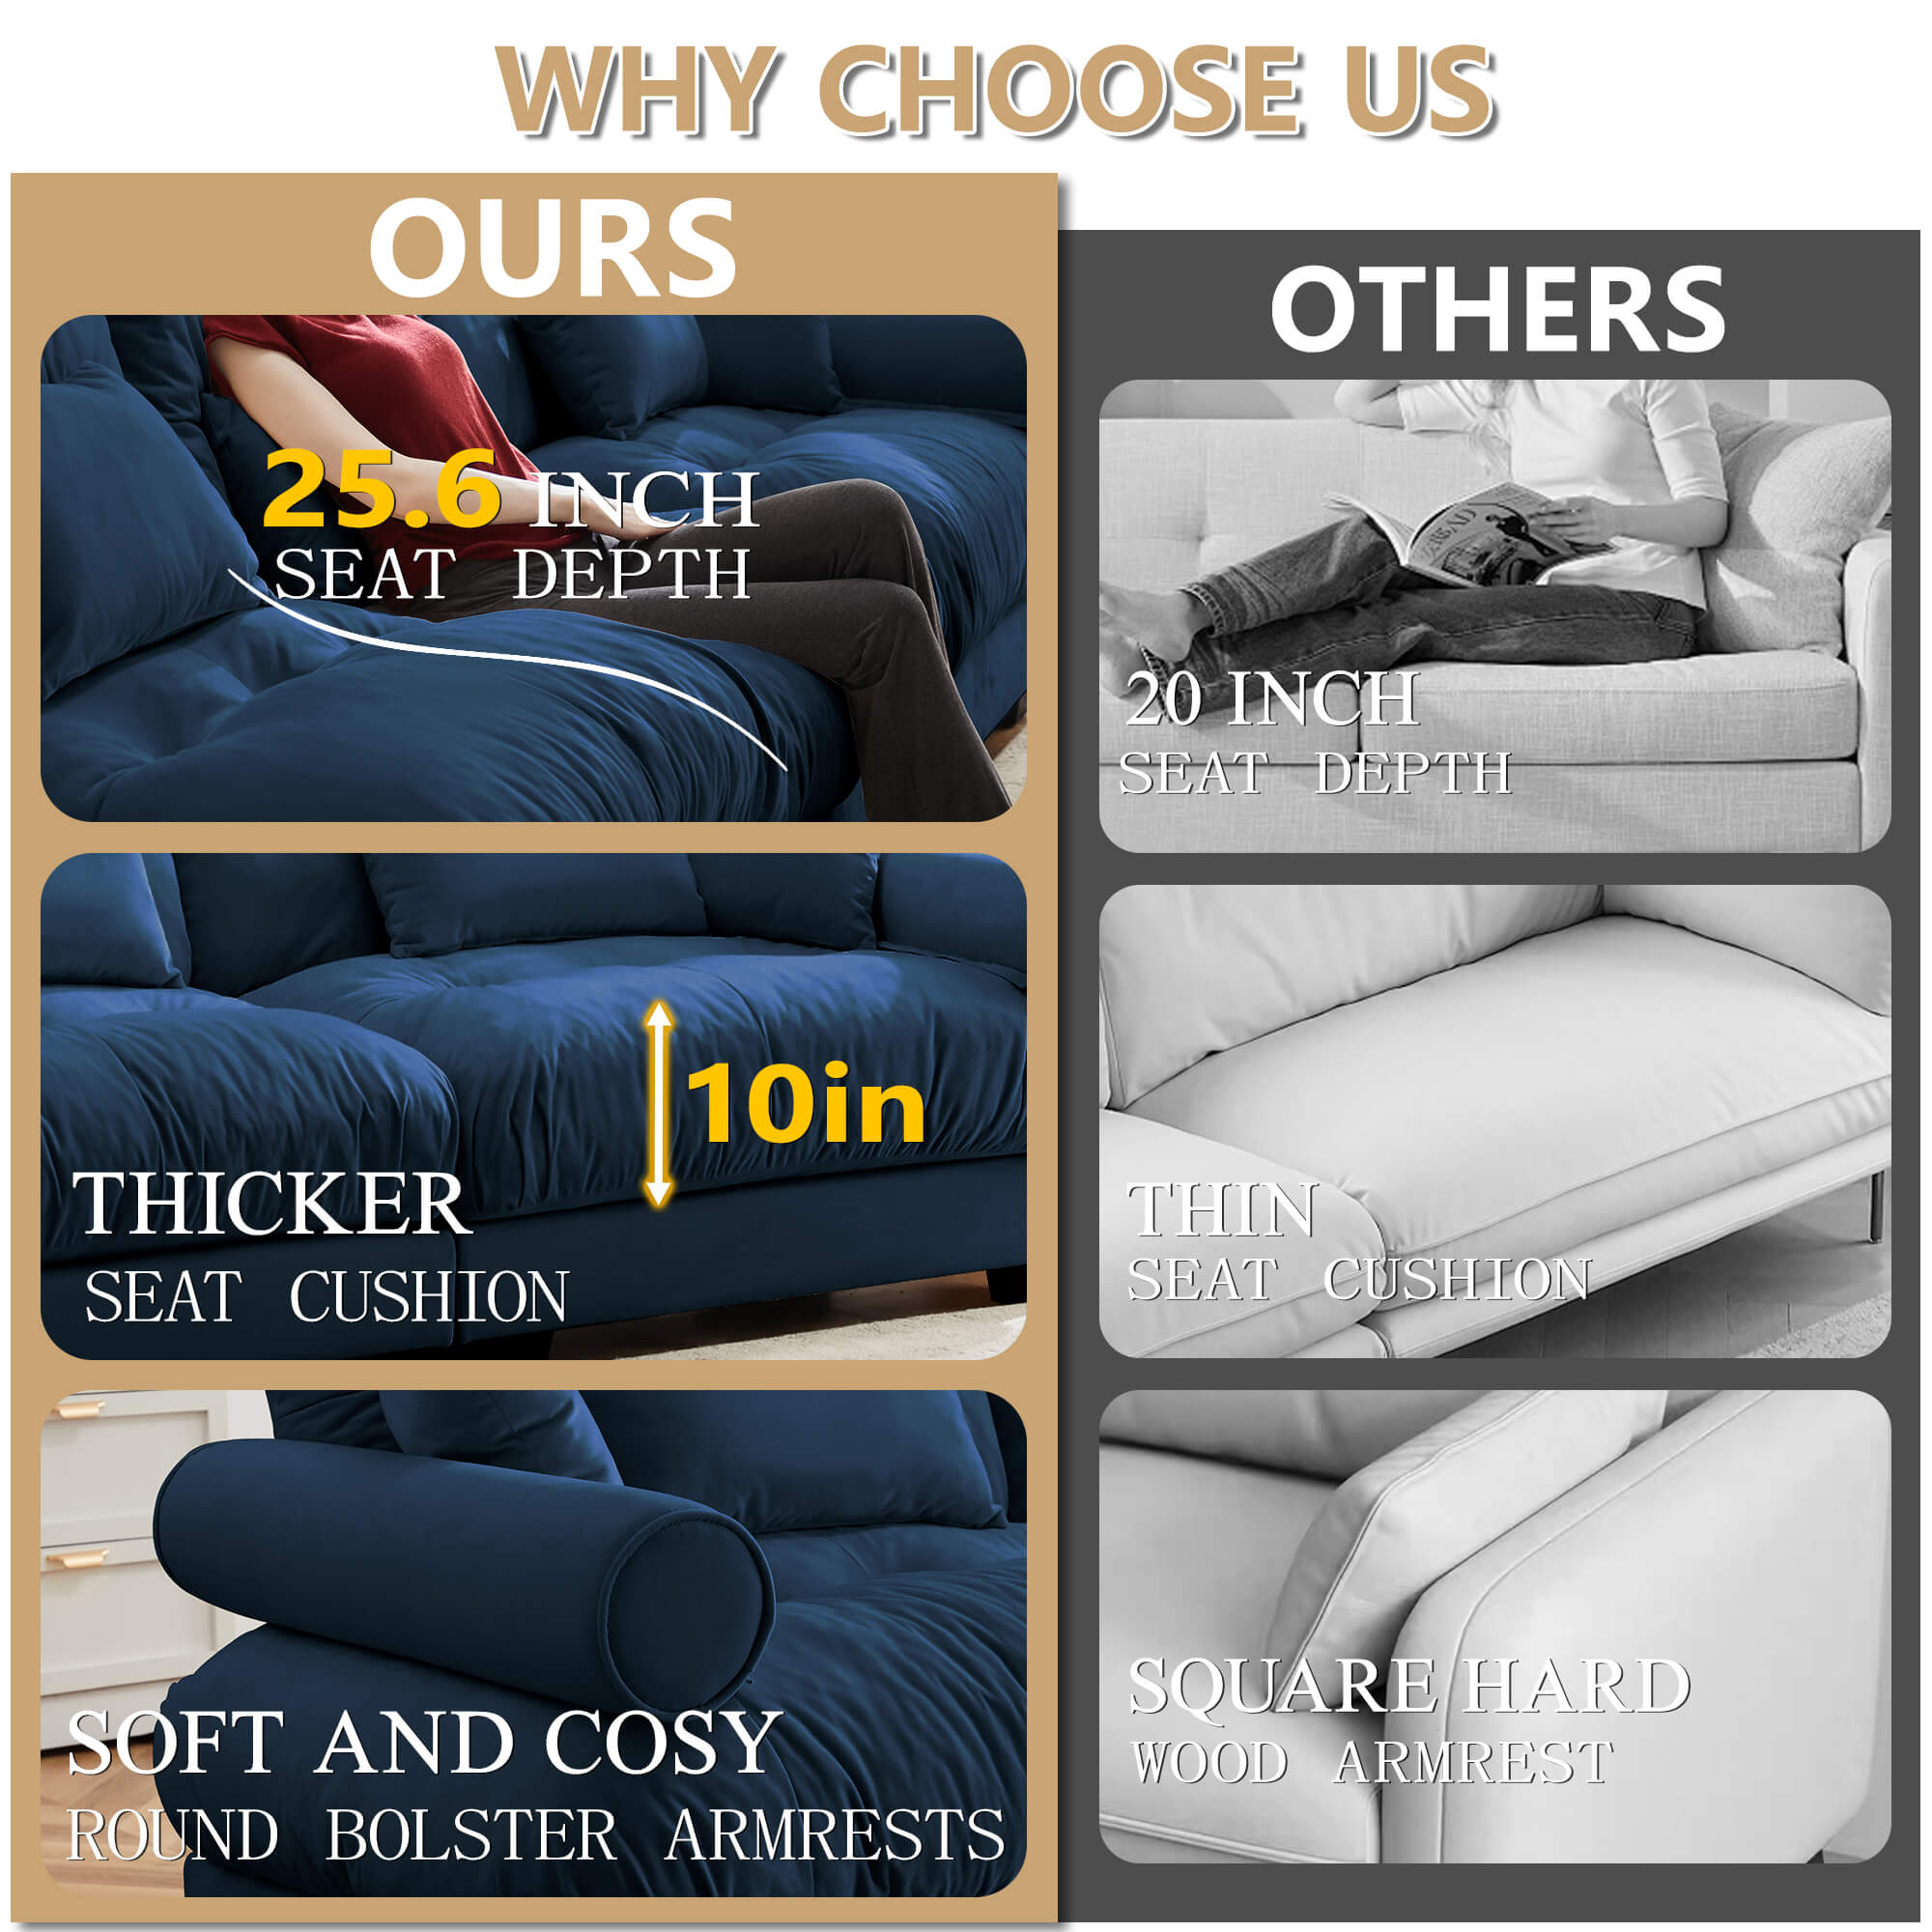 WHY CHOOSE US
OURS
25.6 INCH
SEAT DEPTH
10in
THICKER
SEAT CUSHION
SOFT AND COSY
ROUND BOLSTER ARMRESTS
OTHERS
20 INCH
SEAT DEPTH
THIN
SEAT CUSHION
SQUARE HARD
WOOD ARMREST